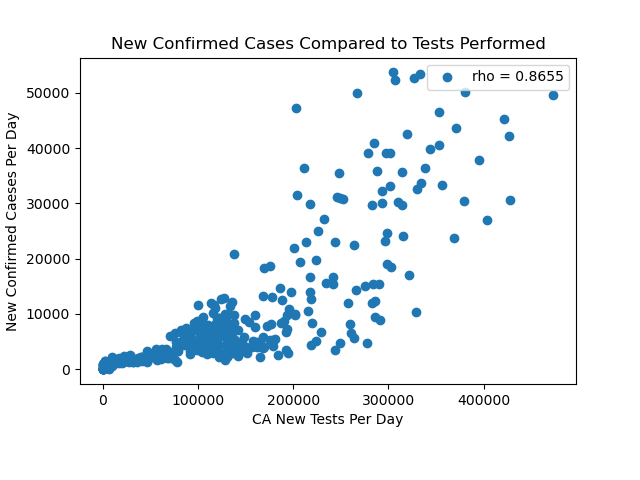 New Confirmed Cases Compared to Tests Performed
rho = 0.8655
50000
40000
30000
20000
10000
0
New Confirmed Caeses Per Day
0 100000 200000 300000 400000
CA New Tests Per Day